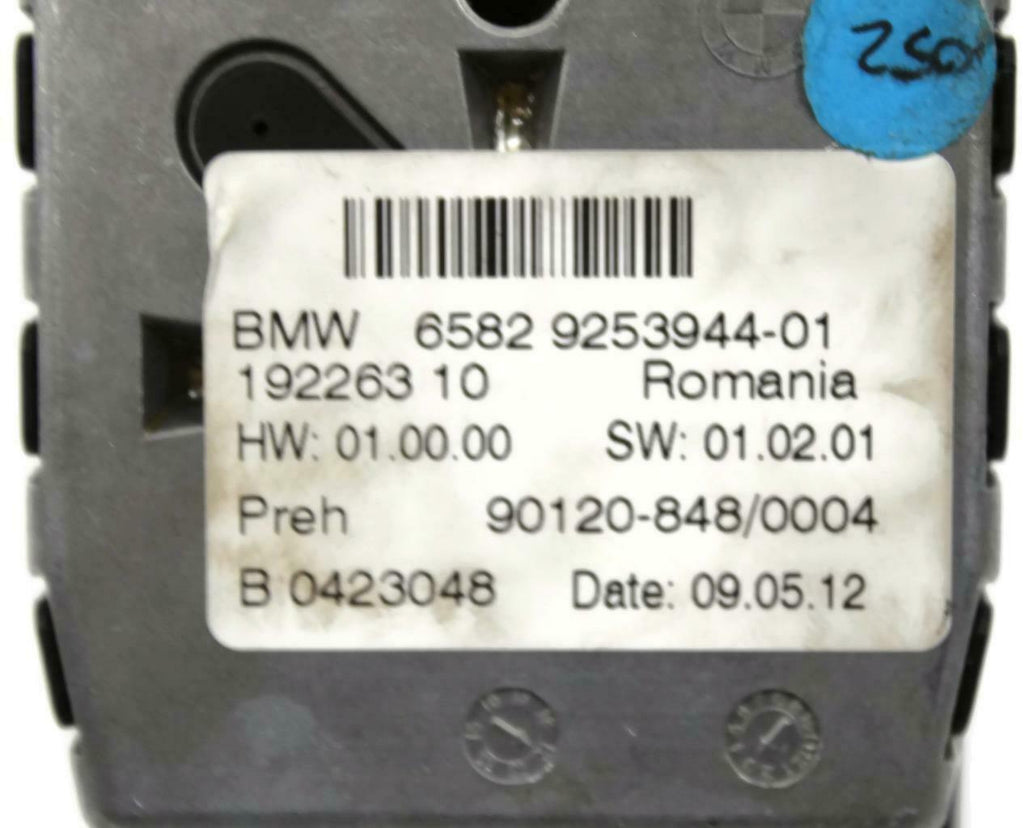 BMW 6582 9253944-01
192263 10 Romania
HW: 01.00.00 SW: 01.02.01
Preh 90120-848/0004
B 0423048 Date: 09.05.12